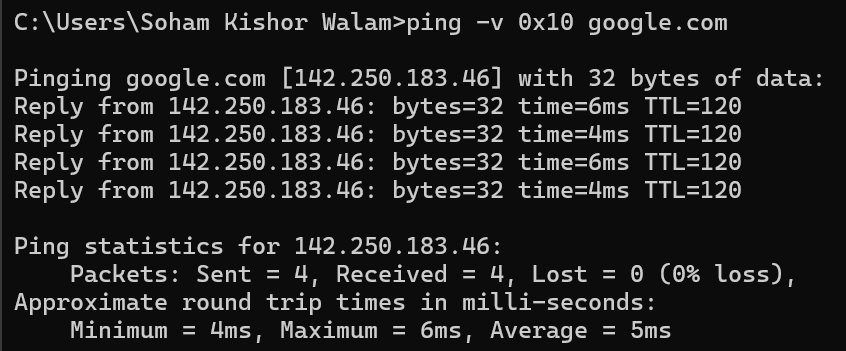 C:\Users\Soham Kishor Walam>ping -v 0x10 google.com
Pinging google.com [142.250.183.46] with 32 bytes of data:
Reply from 142.250.183.46: bytes=32 time=6ms TTL=120
Reply from 142.250.183.46: bytes=32 time=4ms TTL=120
Reply from 142.250.183.46: bytes=32 time=6ms TTL=120
Reply from 142.250.183.46: bytes=32 time=4ms TTL=120
Ping statistics for 142.250.183.46:
    Packets: Sent = 4, Received = 4, Lost = 0 (0% loss),
Approximate round trip times in milli-seconds:
    Minimum = 4ms, Maximum = 6ms, Average = 5ms